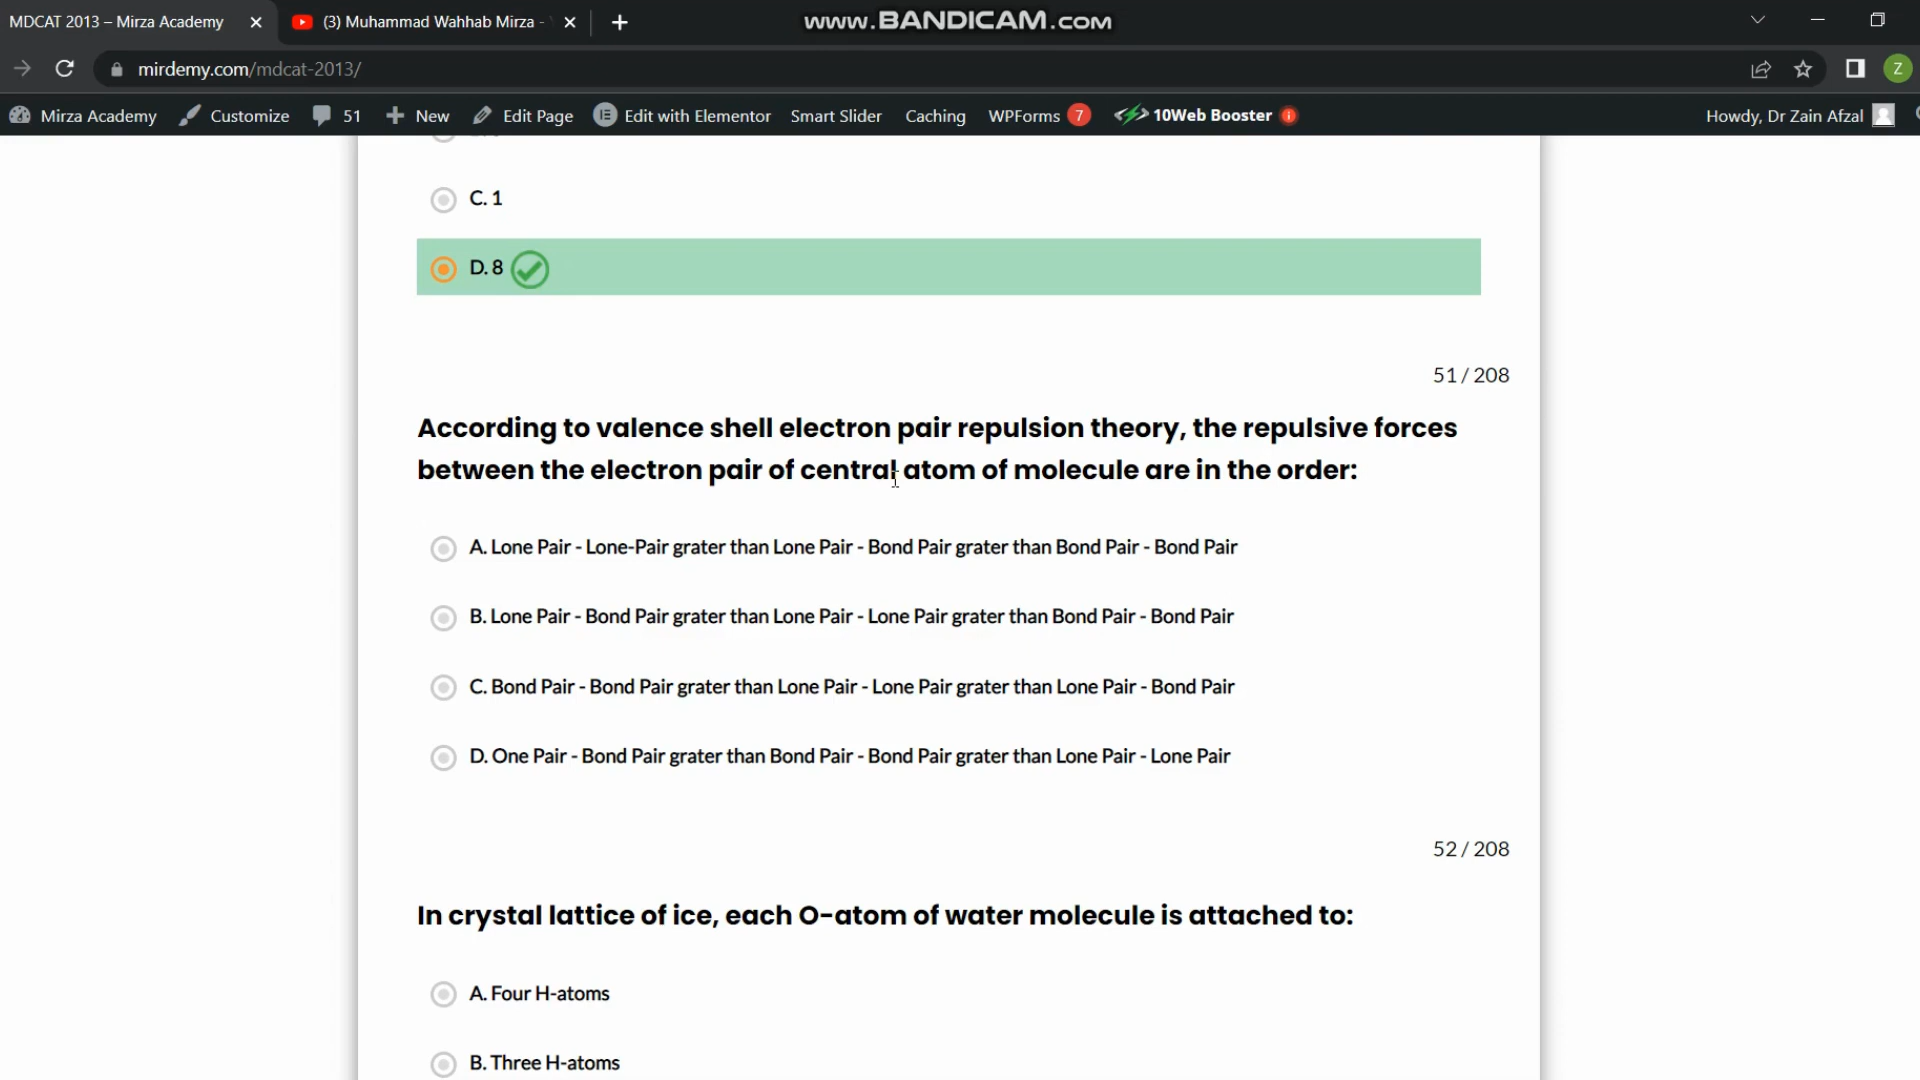 MDCAT 2013 – Mirza Academy
(3) Muhammad Wahhab Mirza -
www.BANDICAM.com
mirdemy.com/mdcat-2013/
Z
Mirza Academy
Customize
51
New
Edit Page
Edit with Elementor
Smart Slider
Caching
WPForms 7
10Web Booster
Howdy, Dr Zain Afzal
C. 1
D. 8
51 / 208
According to valence shell electron pair repulsion theory, the repulsive forces
between the electron pair of central atom of molecule are in the order:
A. Lone Pair - Lone-Pair grater than Lone Pair - Bond Pair grater than Bond Pair - Bond Pair
B. Lone Pair - Bond Pair grater than Lone Pair - Lone Pair grater than Bond Pair - Bond Pair
C. Bond Pair - Bond Pair grater than Lone Pair - Lone Pair grater than Lone Pair - Bond Pair
D. One Pair - Bond Pair grater than Bond Pair - Bond Pair grater than Lone Pair - Lone Pair
52 / 208
In crystal lattice of ice, each O-atom of water molecule is attached to:
A. Four H-atoms
B. Three H-atoms